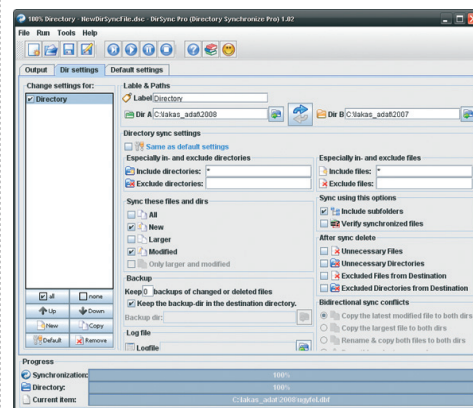 100% Directory - NewDirSyncFile.dsc - DirSync Pro (Directory Synchronize Pro) 1.02
File Run Tools Help
Output Dir settings Default settings
Change settings for:
Directory
Lable & Paths
Label Directory
Dir A C:\lakas_adat\2008
Dir B C:\lakas_adat\2007
Directory sync settings
Same as default settings
Especially in- and exclude directories
Include directories: *
Exclude directories:
Especially in- and exclude files
Include files: *
Exclude files:
Sync these files and dirs
All
New
Larger
Modified
Only larger and modified
Sync using this options
Include subfolders
Verify synchronized files
After sync delete
Unnecessary Files
Unnecessary Directories
Excluded Files from Destination
Excluded Directories from Destination
Backup
Keep 0 backups of changed or deleted files
Keep the backup-dir in the destination directory.
Backup dir:
Bidirectional sync conflicts
Copy the latest modified file to both dirs
Copy the largest file to both dirs
Rename & copy both files to both dirs
Log file
Logfile
all none
Up Down
New Copy
Default Remove
Progress
Synchronization: 100%
Directory: 100%
Current item: